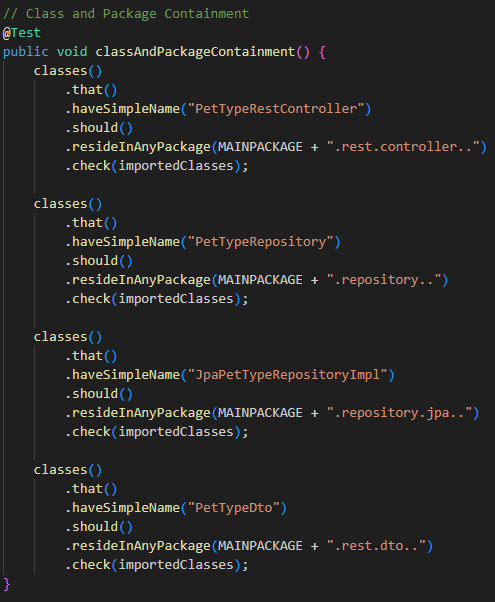 // Class and Package Containment
@Test
public void classAndPackageContainment() {
    classes()
        .that()
        .haveSimpleName("PetTypeRestController")
        .should()
        .resideInAnyPackage(MAINPACKAGE + ".rest.controller..")
        .check(importedClasses);

    classes()
        .that()
        .haveSimpleName("PetTypeRepository")
        .should()
        .resideInAnyPackage(MAINPACKAGE + ".repository..")
        .check(importedClasses);

    classes()
        .that()
        .haveSimpleName("JpaPetTypeRepositoryImpl")
        .should()
        .resideInAnyPackage(MAINPACKAGE + ".repository.jpa..")
        .check(importedClasses);

    classes()
        .that()
        .haveSimpleName("PetTypeDto")
        .should()
        .resideInAnyPackage(MAINPACKAGE + ".rest.dto..")
        .check(importedClasses);
}